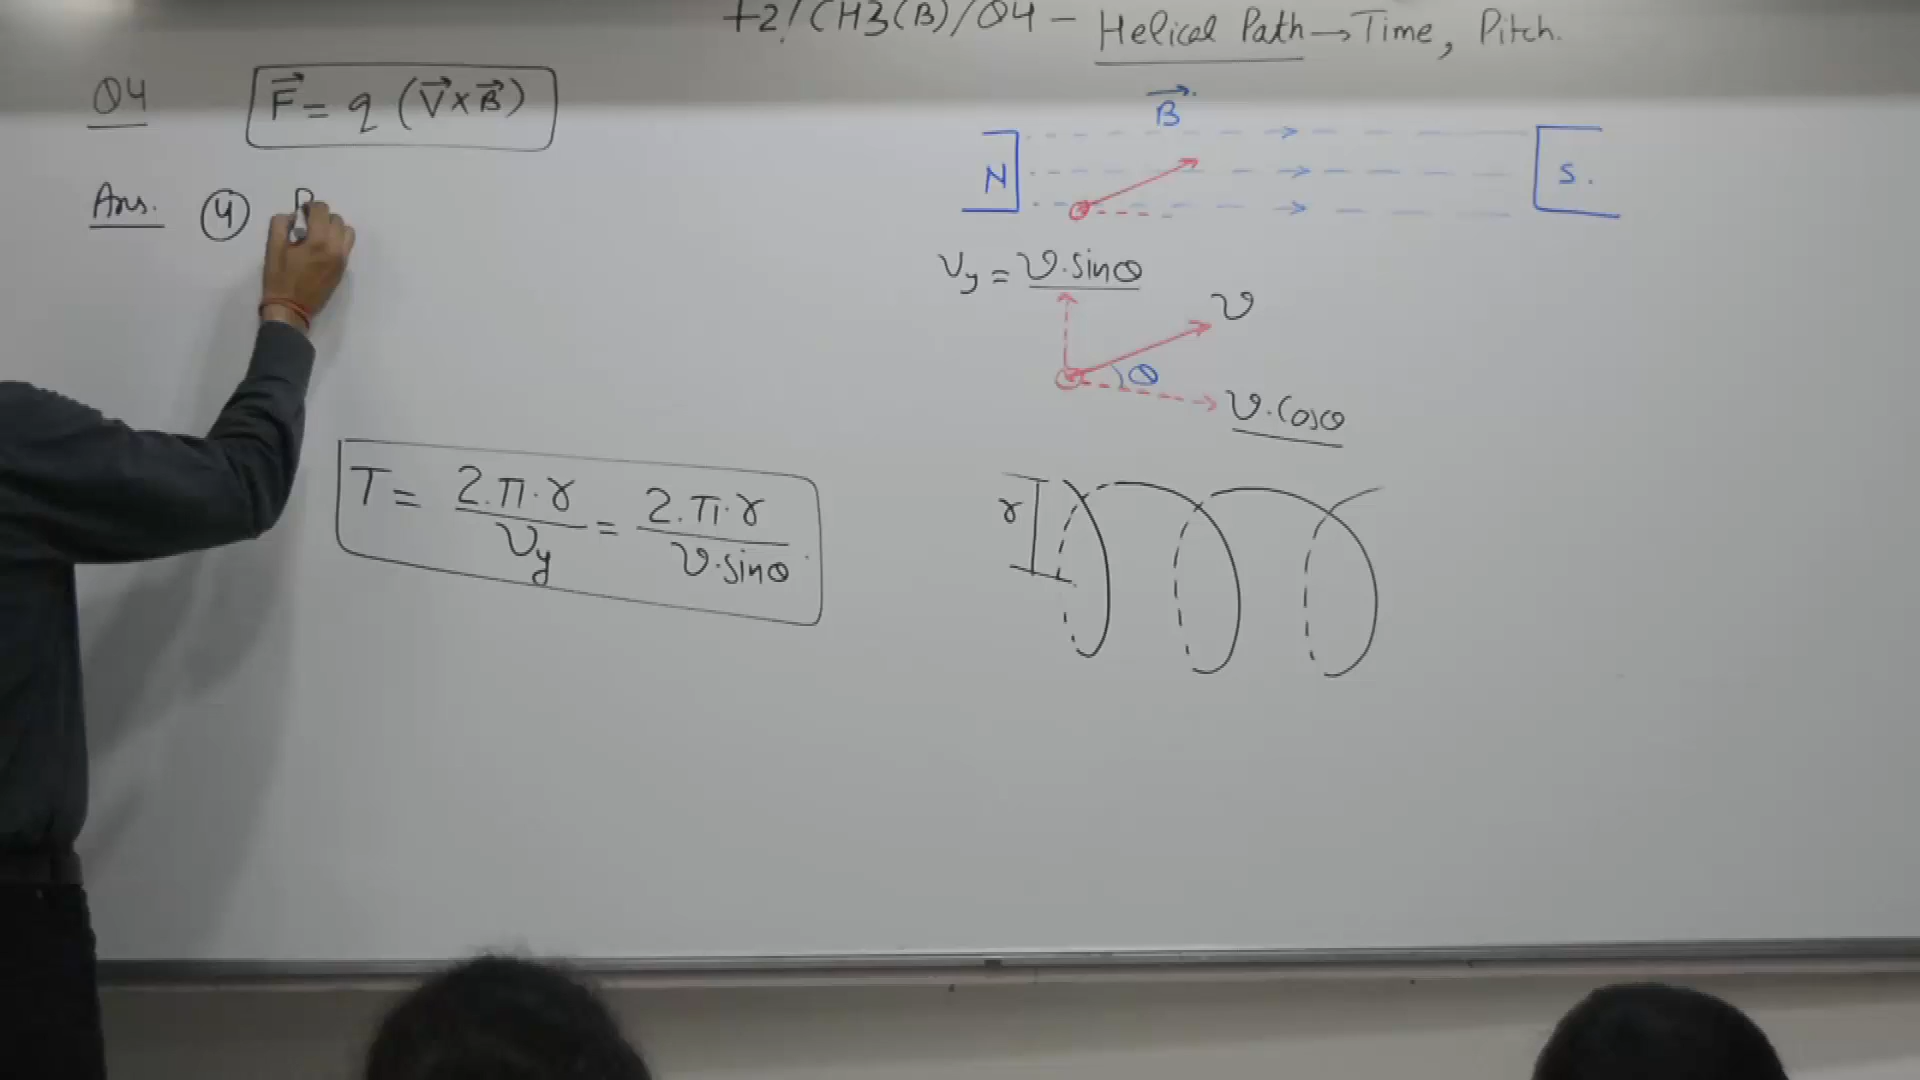 +2/CH3(B)/Q4 – Helical Path → Time, Pitch.
Q4
F⃗ = q (V⃗ × B⃗)
Ans. ④ P
B⃗
N
S.
Vy = v.sinθ
v
θ
v.Cosθ
T = 2.π.r / vy = 2.π.r / v.sinθ
r